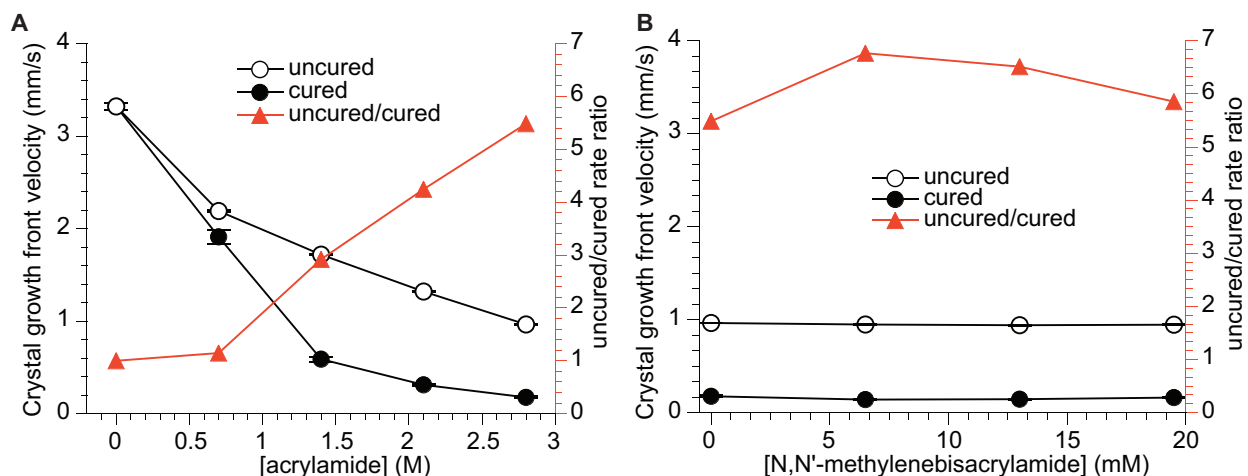 A
Crystal growth front velocity (mm/s)
4
3
2
1
0
uncured
cured
uncured/cured
7
6
5
4
3
2
1
0
uncured/cured rate ratio
0
0.5
1
1.5
2
2.5
3
[acrylamide] (M)
B
Crystal growth front velocity (mm/s)
4
3
2
1
0
uncured
cured
uncured/cured
7
6
5
4
3
2
1
0
uncured/cured rate ratio
0
5
10
15
20
[N,N'-methylenebisacrylamide] (mM)